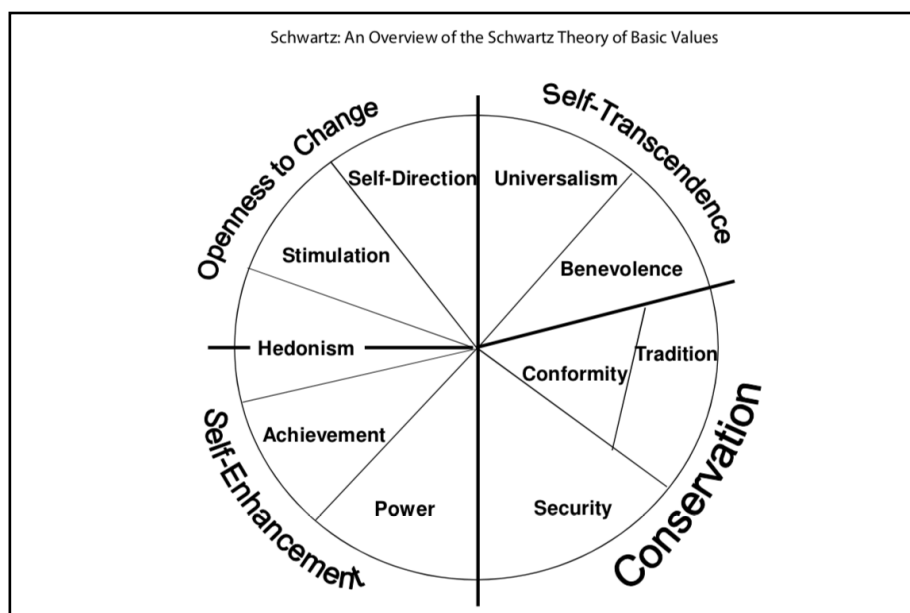 Schwartz: An Overview of the Schwartz Theory of Basic Values
Openness to Change
Self-Transcendence
Self-Direction
Universalism
Stimulation
Benevolence
Hedonism
Tradition
Conformity
Achievement
Self-Enhancement
Conservation
Power
Security